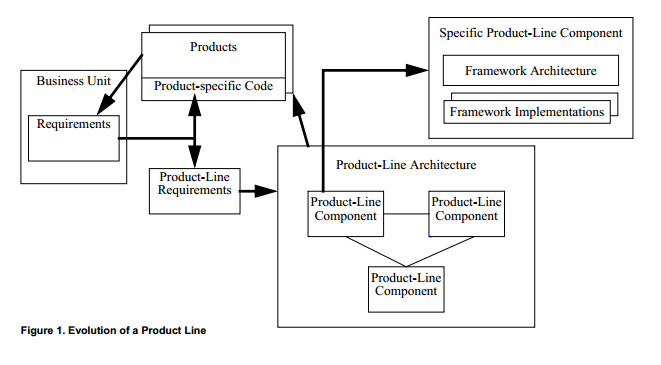 Products
Product-specific Code
Business Unit
Requirements
Product-Line
Requirements
Specific Product-Line Component
Framework Architecture
Framework Implementations
Product-Line Architecture
Product-Line
Component
Product-Line
Component
Product-Line
Component
Figure 1. Evolution of a Product Line